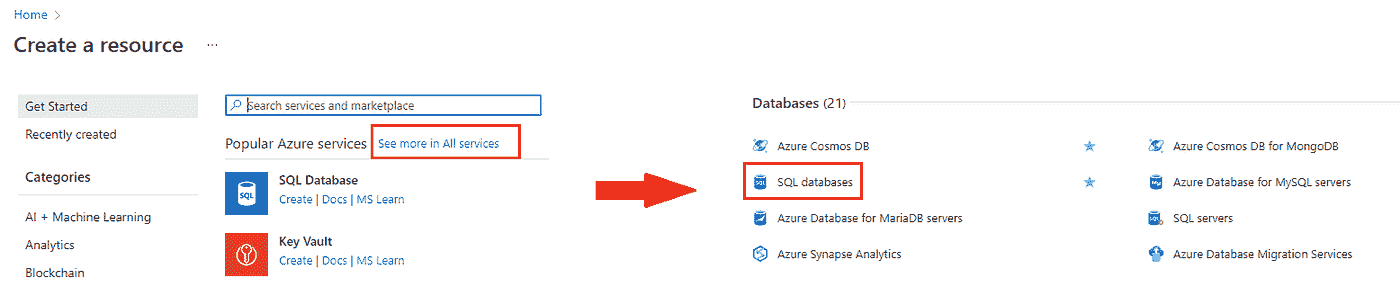 Home >
Create a resource ...
Get Started
Recently created
Categories
AI + Machine Learning
Analytics
Blockchain
Search services and marketplace
Popular Azure services See more in All services
SQL
SQL Database
Create | Docs | MS Learn
Key Vault
Create | Docs | MS Learn
Databases (21)
Azure Cosmos DB
SQL databases
Azure Database for MariaDB servers
Azure Synapse Analytics
Azure Cosmos DB for MongoDB
Azure Database for MySQL servers
SQL servers
Azure Database Migration Services